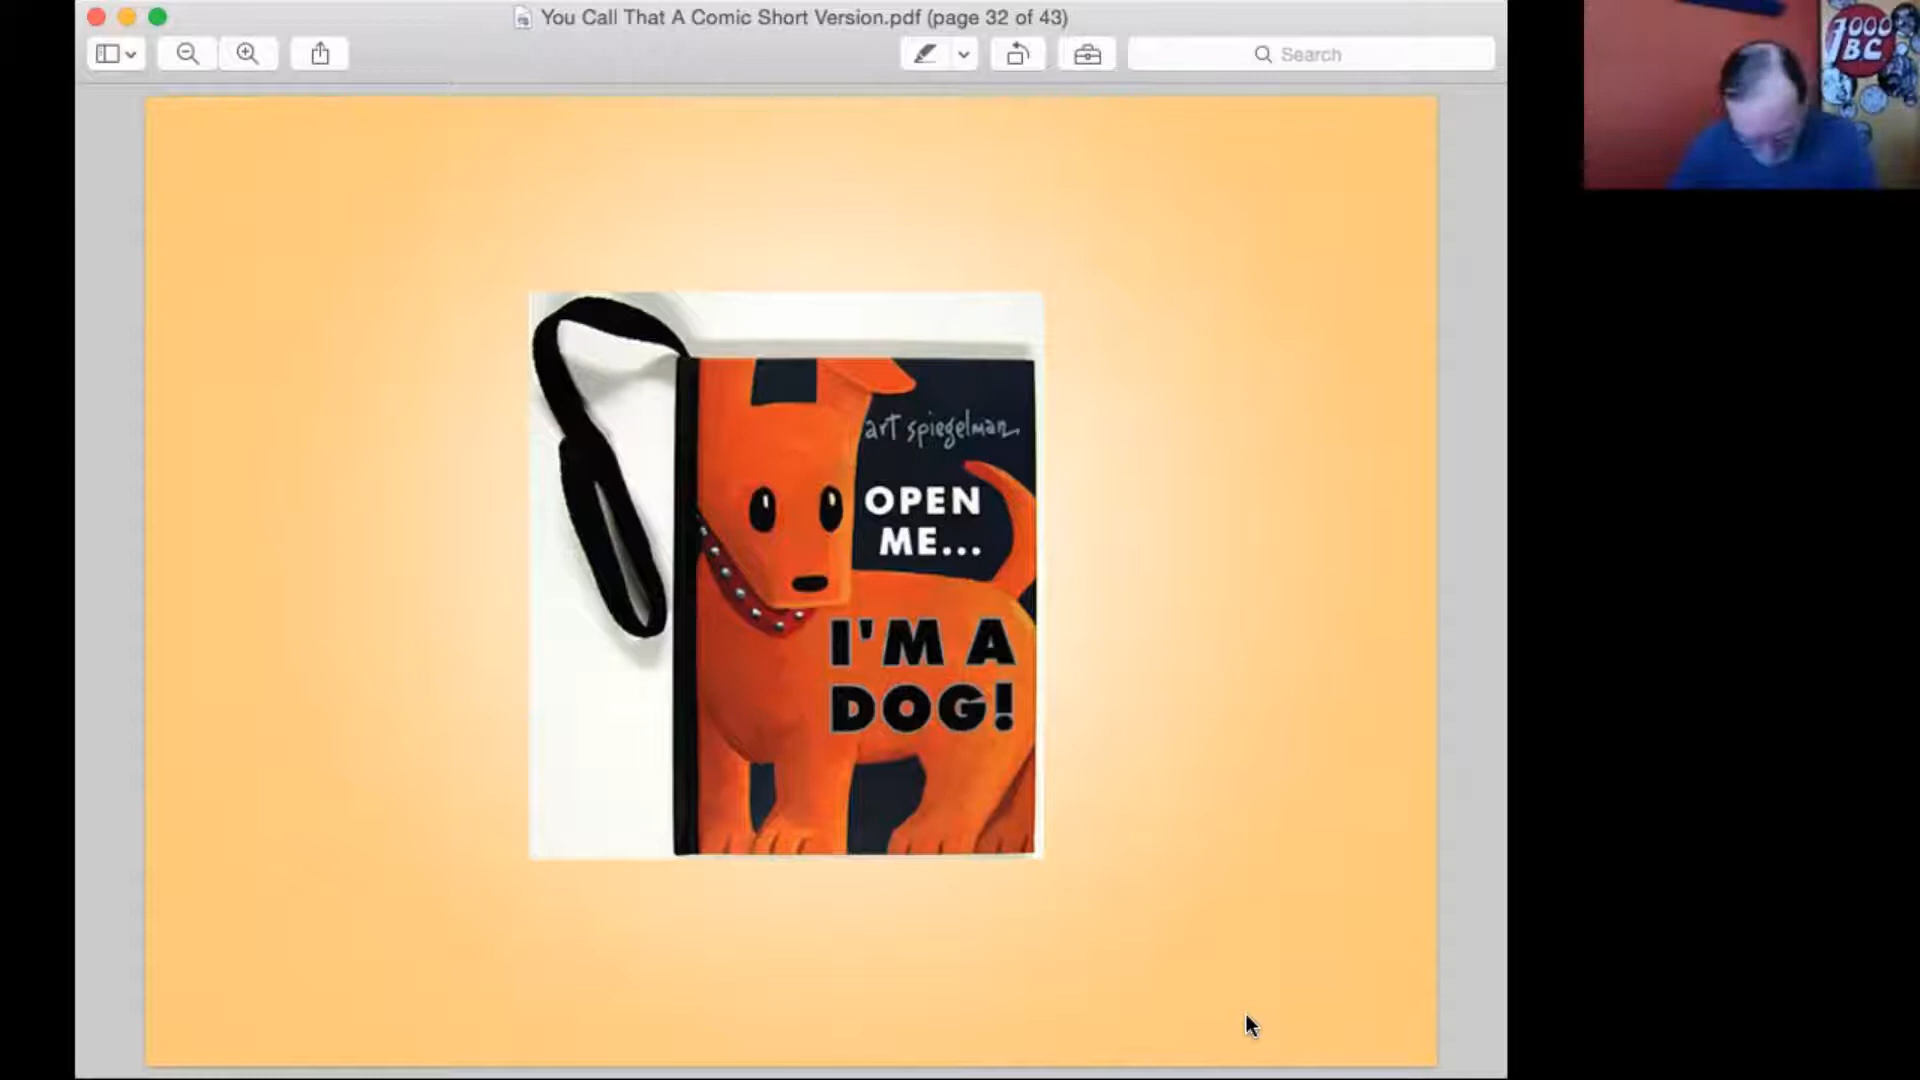 You Call That A Comic Short Version.pdf (page 32 of 43)
Search
1000
BC
art spiegelman
OPEN
ME...
I'M A
DOG!